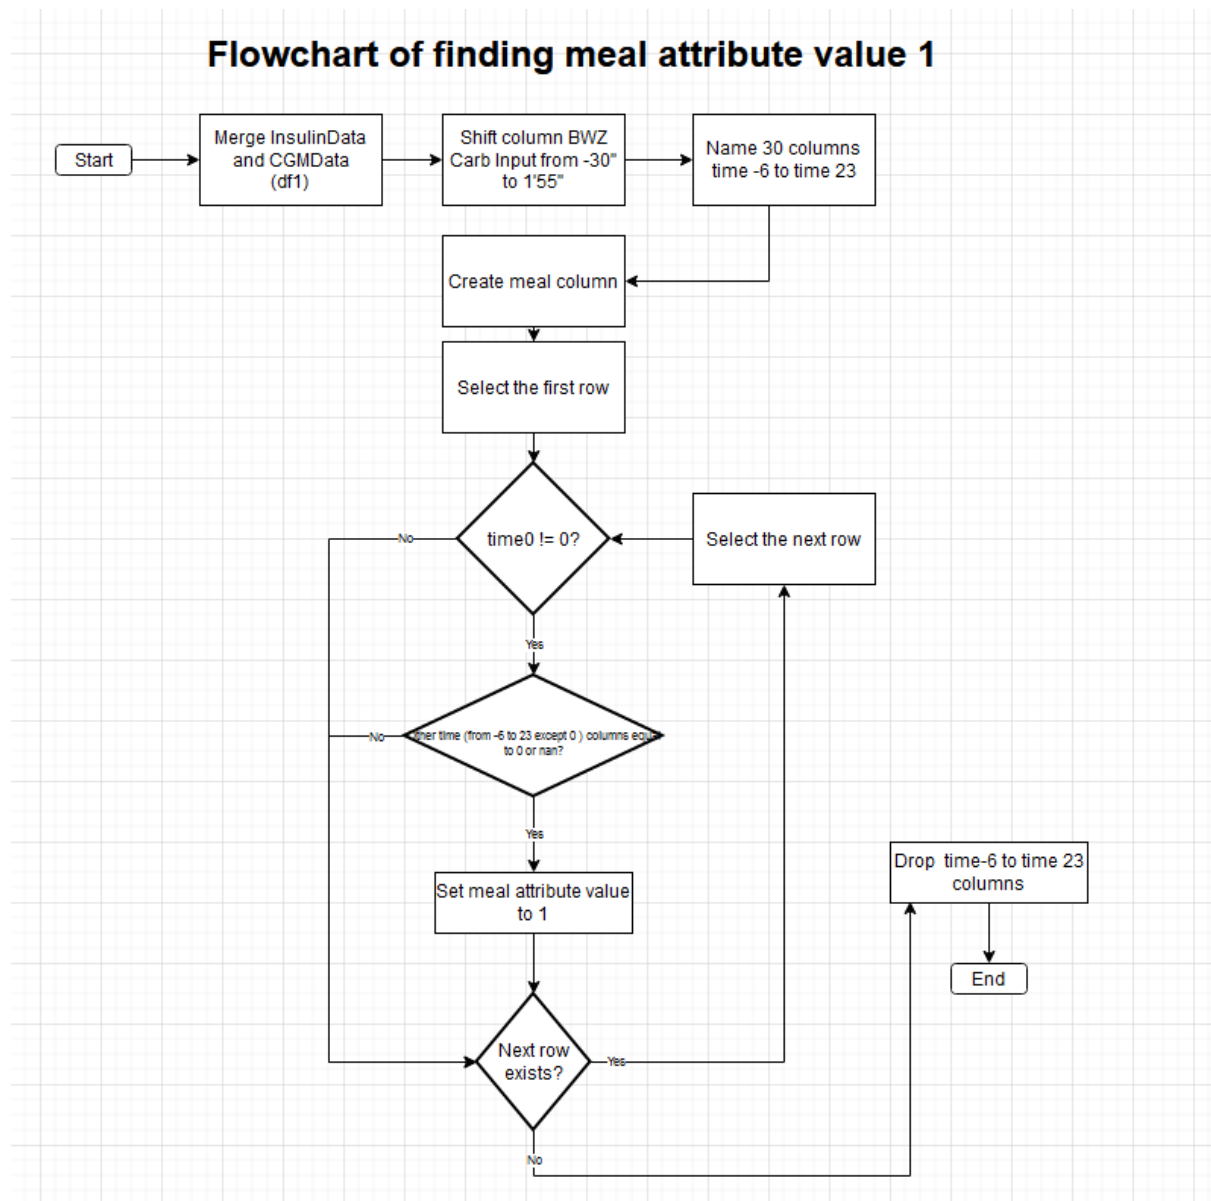 Flowchart of finding meal attribute value 1
Start
Merge InsulinData
and CGMData
(df1)
Shift column BWZ
Carb Input from -30"
to 1'55"
Name 30 columns
time -6 to time 23
Create meal column
Select the first row
time0 != 0?
Select the next row
No
Yes
ther time (from -6 to 23 except 0 ) columns equa
to 0 or nan?
No
Yes
Set meal attribute value
to 1
Drop  time-6 to time 23
columns
End
Next row
exists?
Yes
No